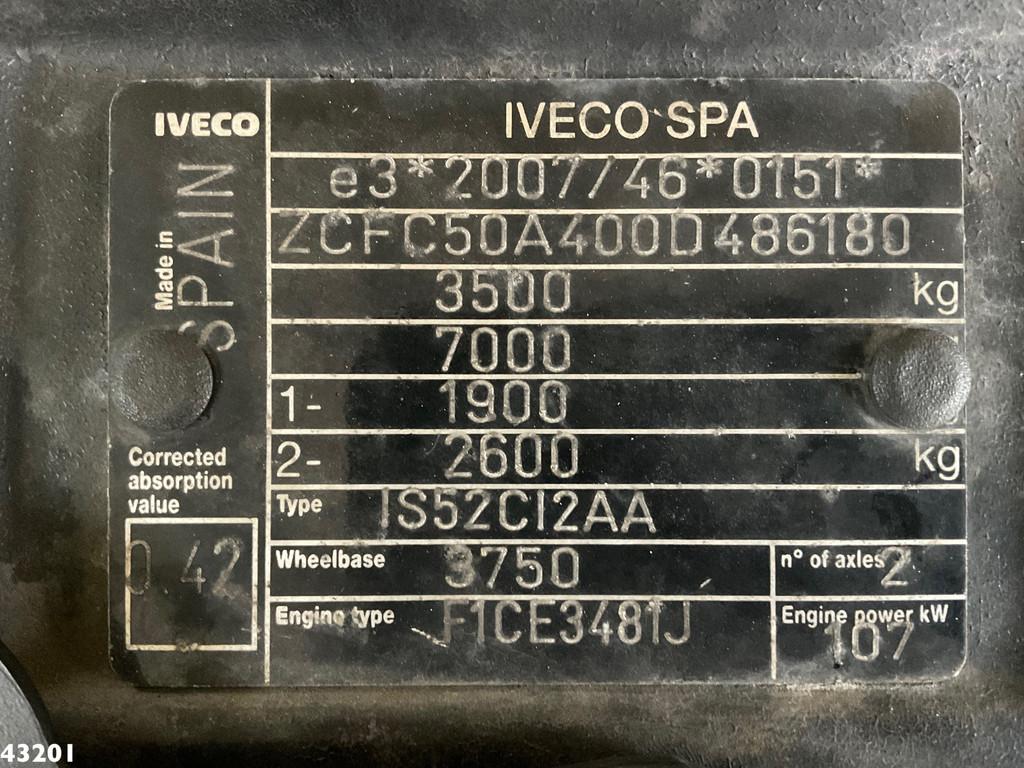 IVECO
IVECO SPA
e3*2007/46*0151*
ZCFC50A400D486180
Made in SPAIN
3500 kg
7000
1- 1900
2- 2600 kg
Corrected
absorption
value
0.42
Type IS52CI2AA
Wheelbase 3750 n° of axles 2
Engine type F1CE3481J Engine power kW
107
43201